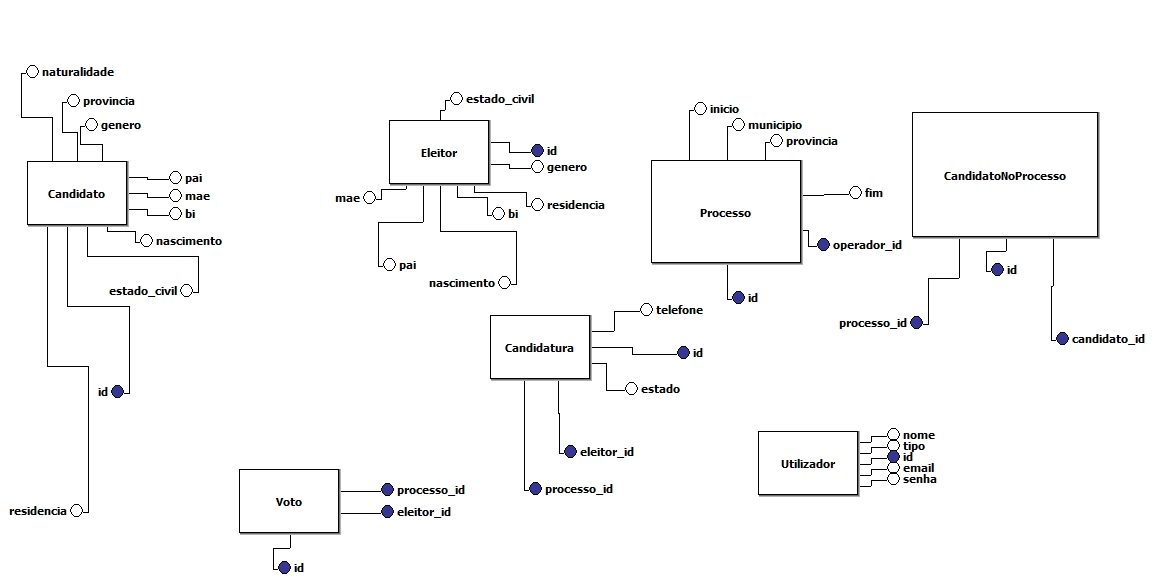 naturalidade
provincia
genero
Candidato
pai
mae
bi
nascimento
estado_civil
id
residencia
estado_civil
Eleitor
id
genero
residencia
mae
bi
pai
nascimento
inicio
municipio
provincia
Processo
fim
operador_id
id
CandidatoNoProcesso
id
processo_id
candidato_id
telefone
Candidatura
id
estado
eleitor_id
processo_id
Voto
processo_id
eleitor_id
id
Utilizador
nome
tipo
id
email
senha